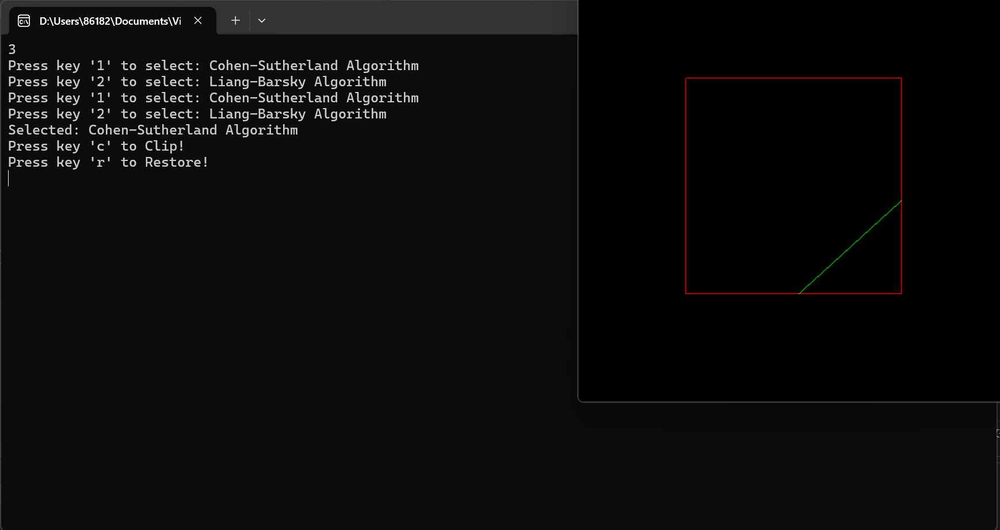 D:\Users\86182\Documents\Vi
3
Press key '1' to select: Cohen-Sutherland Algorithm
Press key '2' to select: Liang-Barsky Algorithm
Press key '1' to select: Cohen-Sutherland Algorithm
Press key '2' to select: Liang-Barsky Algorithm
Selected: Cohen-Sutherland Algorithm
Press key 'c' to Clip!
Press key 'r' to Restore!